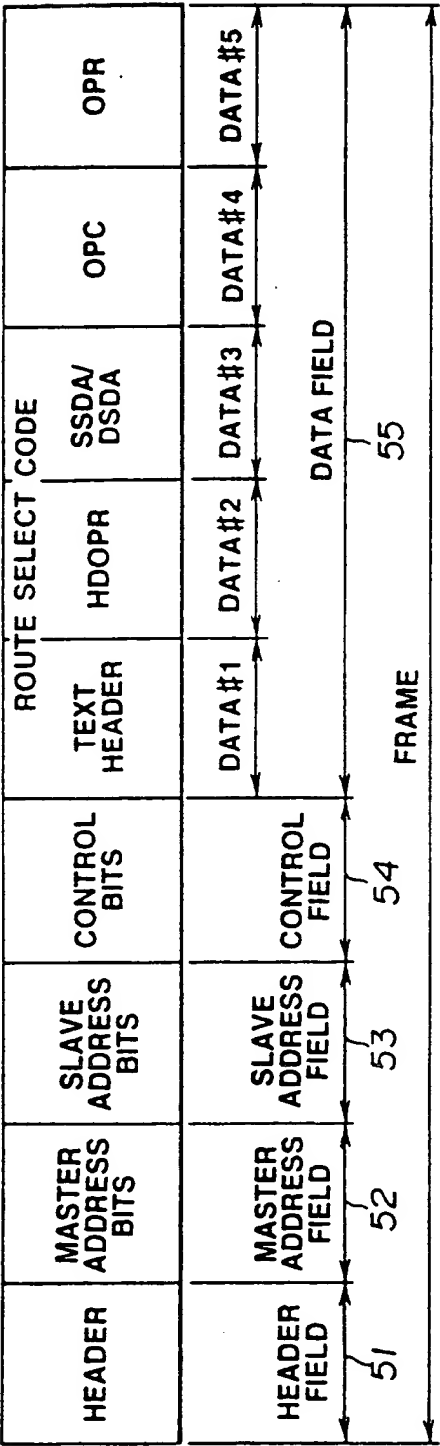 HEADER
MASTER
ADDRESS
BITS
SLAVE
ADDRESS
BITS
CONTROL
BITS
ROUTE SELECT CODE
TEXT
HEADER
HDOPR
SSDA/
DSDA
OPC
OPR
HEADER
FIELD
MASTER
ADDRESS
FIELD
SLAVE
ADDRESS
FIELD
CONTROL
FIELD
DATA#1
DATA#2
DATA#3
DATA#4
DATA#5
DATA FIELD
51
52
53
54
55
FRAME